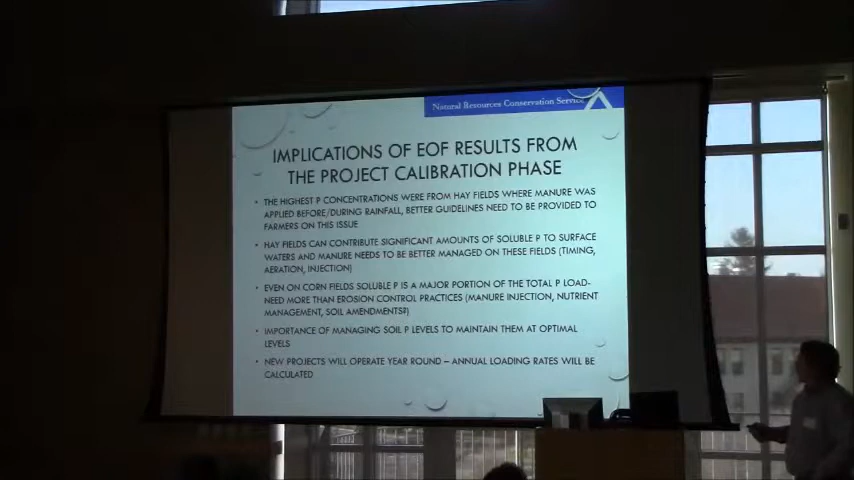 Natural Resources Conservation Service
IMPLICATIONS OF EOF RESULTS FROM
THE PROJECT CALIBRATION PHASE
• THE HIGHEST P CONCENTRATIONS WERE FROM HAY FIELDS WHERE MANURE WAS
APPLIED BEFORE/DURING RAINFALL, BETTER GUIDELINES NEED TO BE PROVIDED TO
FARMERS ON THIS ISSUE
• HAY FIELDS CAN CONTRIBUTE SIGNIFICANT AMOUNTS OF SOLUBLE P TO SURFACE
WATERS AND MANURE NEEDS TO BE BETTER MANAGED ON THESE FIELDS (TIMING,
AERATION, INJECTION)
• EVEN ON CORN FIELDS SOLUBLE P IS A MAJOR PORTION OF THE TOTAL P LOAD-
NEED MORE THAN EROSION CONTROL PRACTICES (MANURE INJECTION, NUTRIENT
MANAGEMENT, SOIL AMENDMENTS?)
• IMPORTANCE OF MANAGING SOIL P LEVELS TO MAINTAIN THEM AT OPTIMAL
LEVELS
• NEW PROJECTS WILL OPERATE YEAR ROUND – ANNUAL LOADING RATES WILL BE
CALCULATED